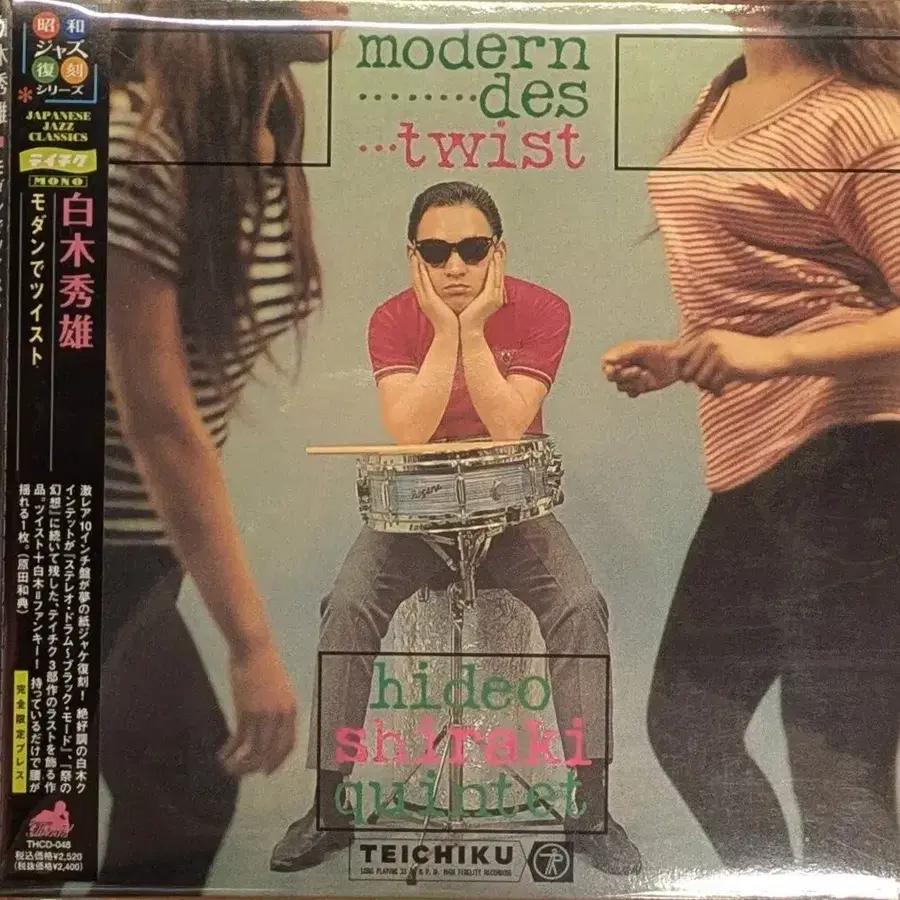 白木秀雄
昭和
ジャズ
復刻
シリーズ
JAPANESE
JAZZ
CLASSICS
テイチク
MONO
白木秀雄
モダンでツイスト
激レア10インチ盤が夢の紙ジャケ復刻!絶好調の白木ク
インテットが「ステレオ・ドラム〜ブラック・モード」、「祭の
幻想」に続いて残した、テイチク3部作のラストを飾る作
品。ツイスト+白木=ファンキー! 持っているだけで腰が
揺れる1枚。(原田和典)
完全限定プレス
THCD-048
税込価格¥2,520
(税抜価格¥2,400)
modern
........des
...twist
Rogers
hideo
shiraki
quintet
TEICHIKU